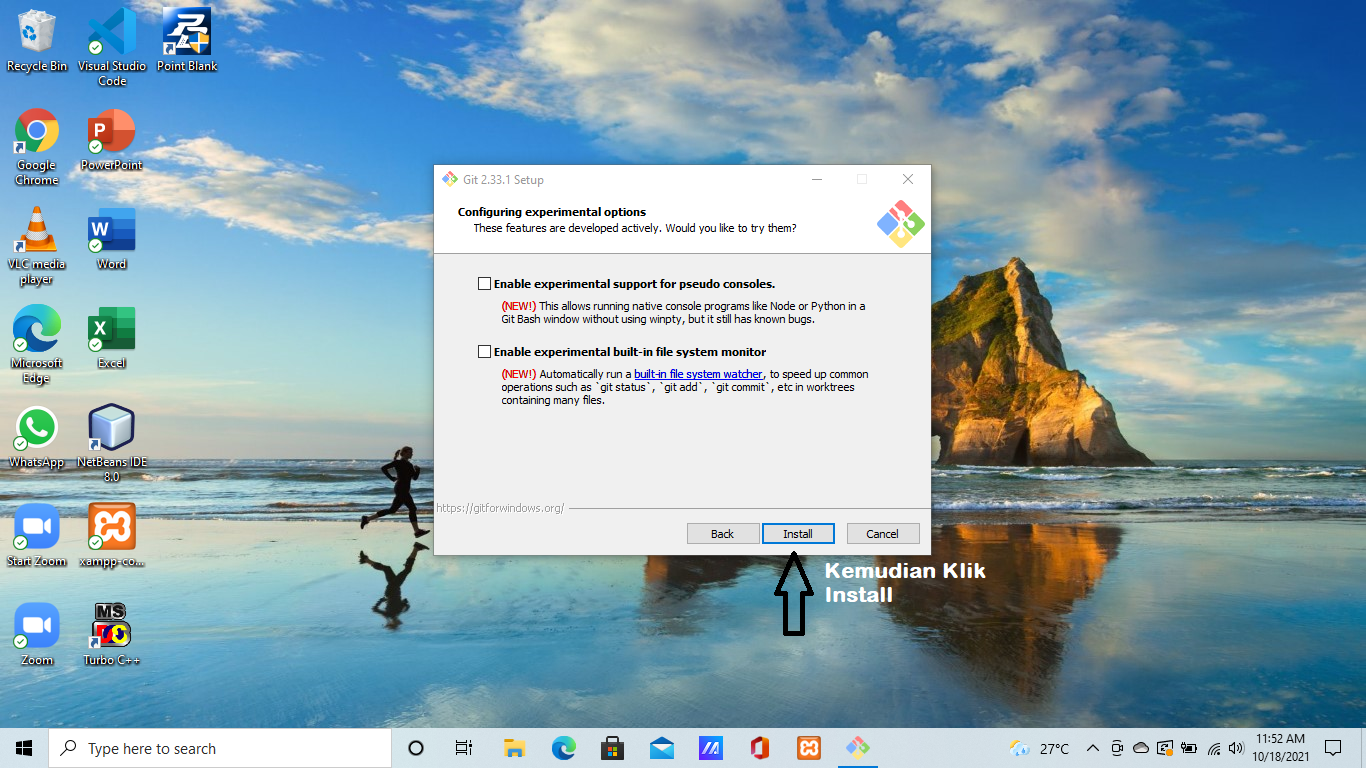 Recycle Bin
Visual Studio
Code
Point Blank
Google
Chrome
PowerPoint
VLC media
player
Word
Microsoft
Edge
Excel
WhatsApp
NetBeans IDE
8.0
Start Zoom
xampp-co...
Zoom
MS
Turbo C++
Git 2.33.1 Setup
Configuring experimental options
These features are developed actively. Would you like to try them?
Enable experimental support for pseudo consoles.
(NEW!) This allows running native console programs like Node or Python in a
Git Bash window without using winpty, but it still has known bugs.
Enable experimental built-in file system monitor
(NEW!) Automatically run a built-in file system watcher, to speed up common
operations such as `git status`, `git add`, `git commit`, etc in worktrees
containing many files.
https://gitforwindows.org/
Back
Install
Cancel
Kemudian Klik
Install
Type here to search
27°C
11:52 AM
10/18/2021